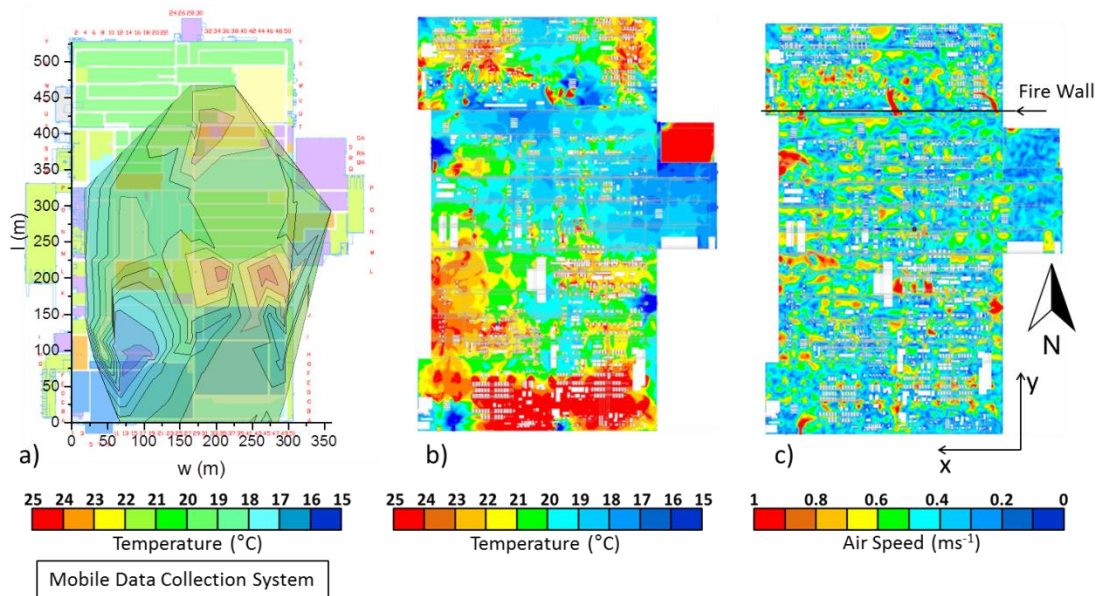 24 26 28 30
2 4 6 8 10 12 14 16 18 20 22
32 34 36 38 40 42 44 46 48 50
500
450
400
350
300
250
200
150
100
50
0
l (m)
0 50 100 150 200 250 300 350
w (m)
a)
b)
c)
Fire Wall
N
y
x
25 24 23 22 21 20 19 18 17 16 15
Temperature (°C)
25 24 23 22 21 20 19 18 17 16 15
Temperature (°C)
1 0.8 0.6 0.4 0.2 0
Air Speed (ms⁻¹)
Mobile Data Collection System